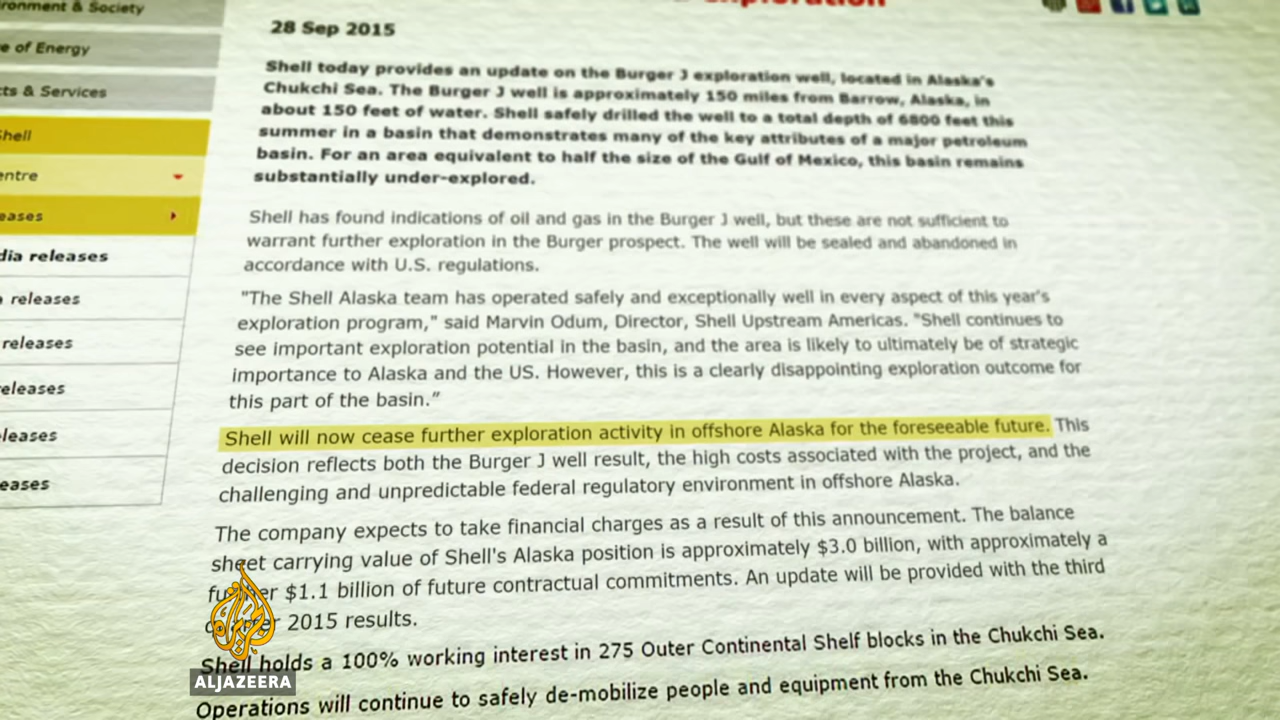 ronment & Society
e of Energy
ts & Services
Shell
entre
eases
dia releases
releases
releases
eleases
leases
eases
exploration
28 Sep 2015
Shell today provides an update on the Burger J exploration well, located in Alaska's
Chukchi Sea. The Burger J well is approximately 150 miles from Barrow, Alaska, in
about 150 feet of water. Shell safely drilled the well to a total depth of 6800 feet this
summer in a basin that demonstrates many of the key attributes of a major petroleum
basin. For an area equivalent to half the size of the Gulf of Mexico, this basin remains
substantially under-explored.
Shell has found indications of oil and gas in the Burger J well, but these are not sufficient to
warrant further exploration in the Burger prospect. The well will be sealed and abandoned in
accordance with U.S. regulations.
"The Shell Alaska team has operated safely and exceptionally well in every aspect of this year's
exploration program," said Marvin Odum, Director, Shell Upstream Americas. "Shell continues to
see important exploration potential in the basin, and the area is likely to ultimately be of strategic
importance to Alaska and the US. However, this is a clearly disappointing exploration outcome for
this part of the basin."
Shell will now cease further exploration activity in offshore Alaska for the foreseeable future. This
decision reflects both the Burger J well result, the high costs associated with the project, and the
challenging and unpredictable federal regulatory environment in offshore Alaska.
The company expects to take financial charges as a result of this announcement. The balance
sheet carrying value of Shell's Alaska position is approximately $3.0 billion, with approximately a
further $1.1 billion of future contractual commitments. An update will be provided with the third
quarter 2015 results.
Shell holds a 100% working interest in 275 Outer Continental Shelf blocks in the Chukchi Sea.
Operations will continue to safely de-mobilize people and equipment from the Chukchi Sea.
ALJAZEERA